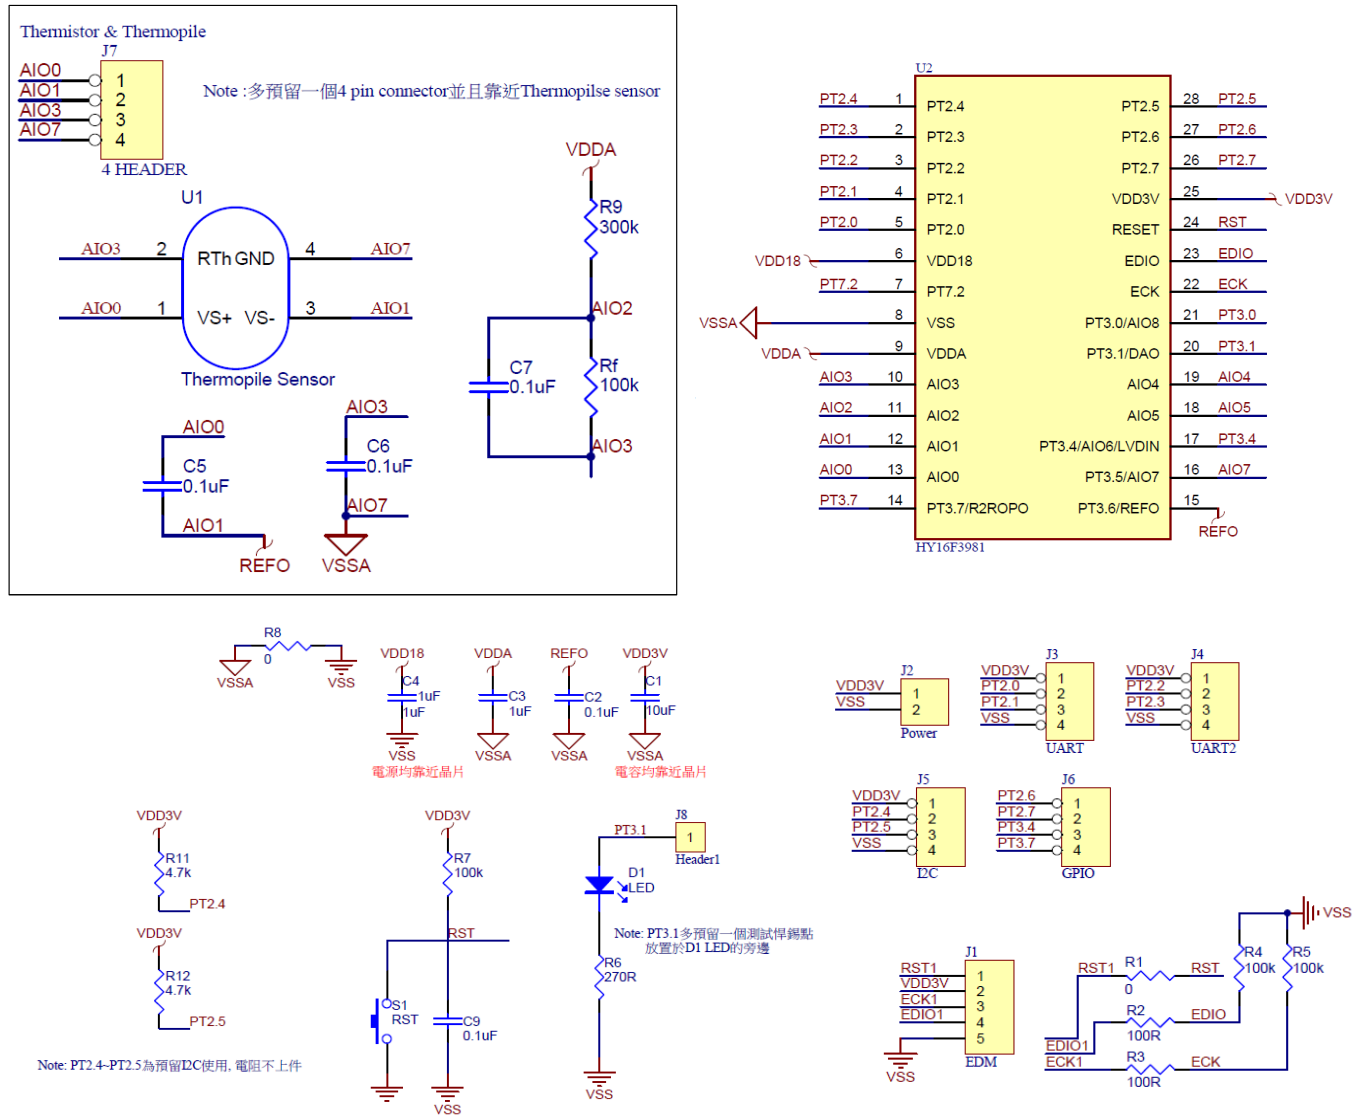 Thermistor & Thermopile
J7
AIO0 1
AIO1 2
AIO3 3
AIO7 4
4 HEADER
Note :多預留一個4 pin connector並且靠近Thermopilse sensor
U1
AIO3 2 RTh GND 4 AIO7
AIO0 1 VS+ VS- 3 AIO1
Thermopile Sensor
VDDA
R9
300k
AIO2
C7
0.1uF
Rf
100k
AIO3
AIO0
C5
0.1uF
AIO1
REFO
AIO3
C6
0.1uF
AIO7
VSSA
U2
PT2.4 1 PT2.4 PT2.5 28 PT2.5
PT2.3 2 PT2.3 PT2.6 27 PT2.6
PT2.2 3 PT2.2 PT2.7 26 PT2.7
PT2.1 4 PT2.1 VDD3V 25 VDD3V
PT2.0 5 PT2.0 RESET 24 RST
VDD18 6 VDD18 EDIO 23 EDIO
PT7.2 7 PT7.2 ECK 22 ECK
VSSA 8 VSS PT3.0/AIO8 21 PT3.0
VDDA 9 VDDA PT3.1/DAO 20 PT3.1
AIO3 10 AIO3 AIO4 19 AIO4
AIO2 11 AIO2 AIO5 18 AIO5
AIO1 12 AIO1 PT3.4/AIO6/LVDIN 17 PT3.4
AIO0 13 AIO0 PT3.5/AIO7 16 AIO7
PT3.7 14 PT3.7/R2ROPO PT3.6/REFO 15 REFO
HY16F3981
R8
0
VSSA
VSS
VDD18
C4
1uF
1uF
VSS
電源均靠近晶片
VDDA
C3
1uF
VSSA
REFO
C2
0.1uF
VSSA
VDD3V
C1
10uF
VSSA
電容均靠近晶片
J2
VDD3V 1
VSS 2
Power
J3
VDD3V 1
PT2.0 2
PT2.1 3
VSS 4
UART
J4
VDD3V 1
PT2.2 2
PT2.3 3
VSS 4
UART2
J5
VDD3V 1
PT2.4 2
PT2.5 3
VSS 4
I2C
J6
PT2.6 1
PT2.7 2
PT3.4 3
PT3.7 4
GPIO
VDD3V
R11
4.7k
PT2.4
VDD3V
R12
4.7k
PT2.5
Note: PT2.4~PT2.5為預留I2C使用, 電阻不上件
VDD3V
R7
100k
RST
S1
RST
C9
0.1uF
VSS
J8
PT3.1 1
Header1
D1
LED
Note: PT3.1多預留一個測試悍錫點
放置於D1 LED的旁邊
R6
270R
VSS
J1
RST1 1
VDD3V 2
ECK1 3
EDIO1 4
5
VSS
EDM
VSS
R4
100k
R5
100k
RST1 R1 RST
0
R2 EDIO
EDIO1 100R
ECK1 R3 ECK
100R